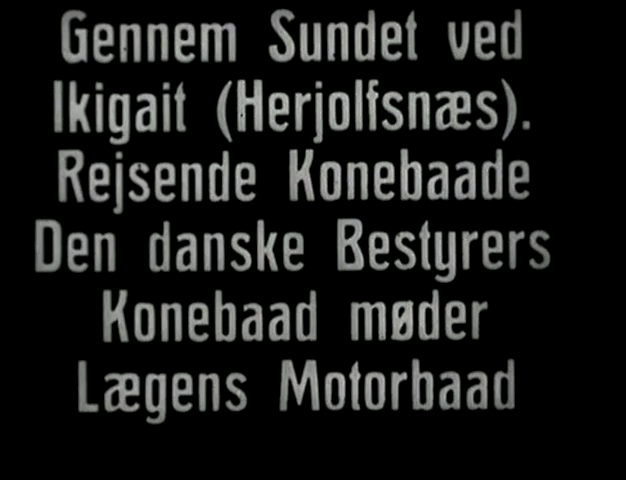 Gennem Sundet ved
Ikigait (Herjolfsnæs).
Rejsende Konebaade
Den danske Bestyrers
Konebaad møder
Lægens Motorbaad